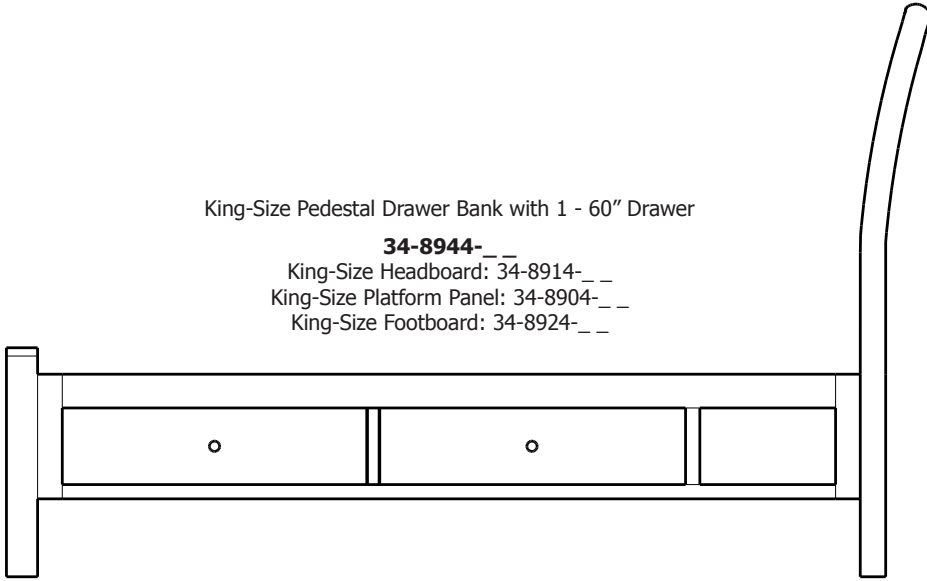 King-Size Pedestal Drawer Bank with 1 - 60” Drawer
34-8944-_ _
King-Size Headboard: 34-8914-_ _
King-Size Platform Panel: 34-8904-_ _
King-Size Footboard: 34-8924-_ _